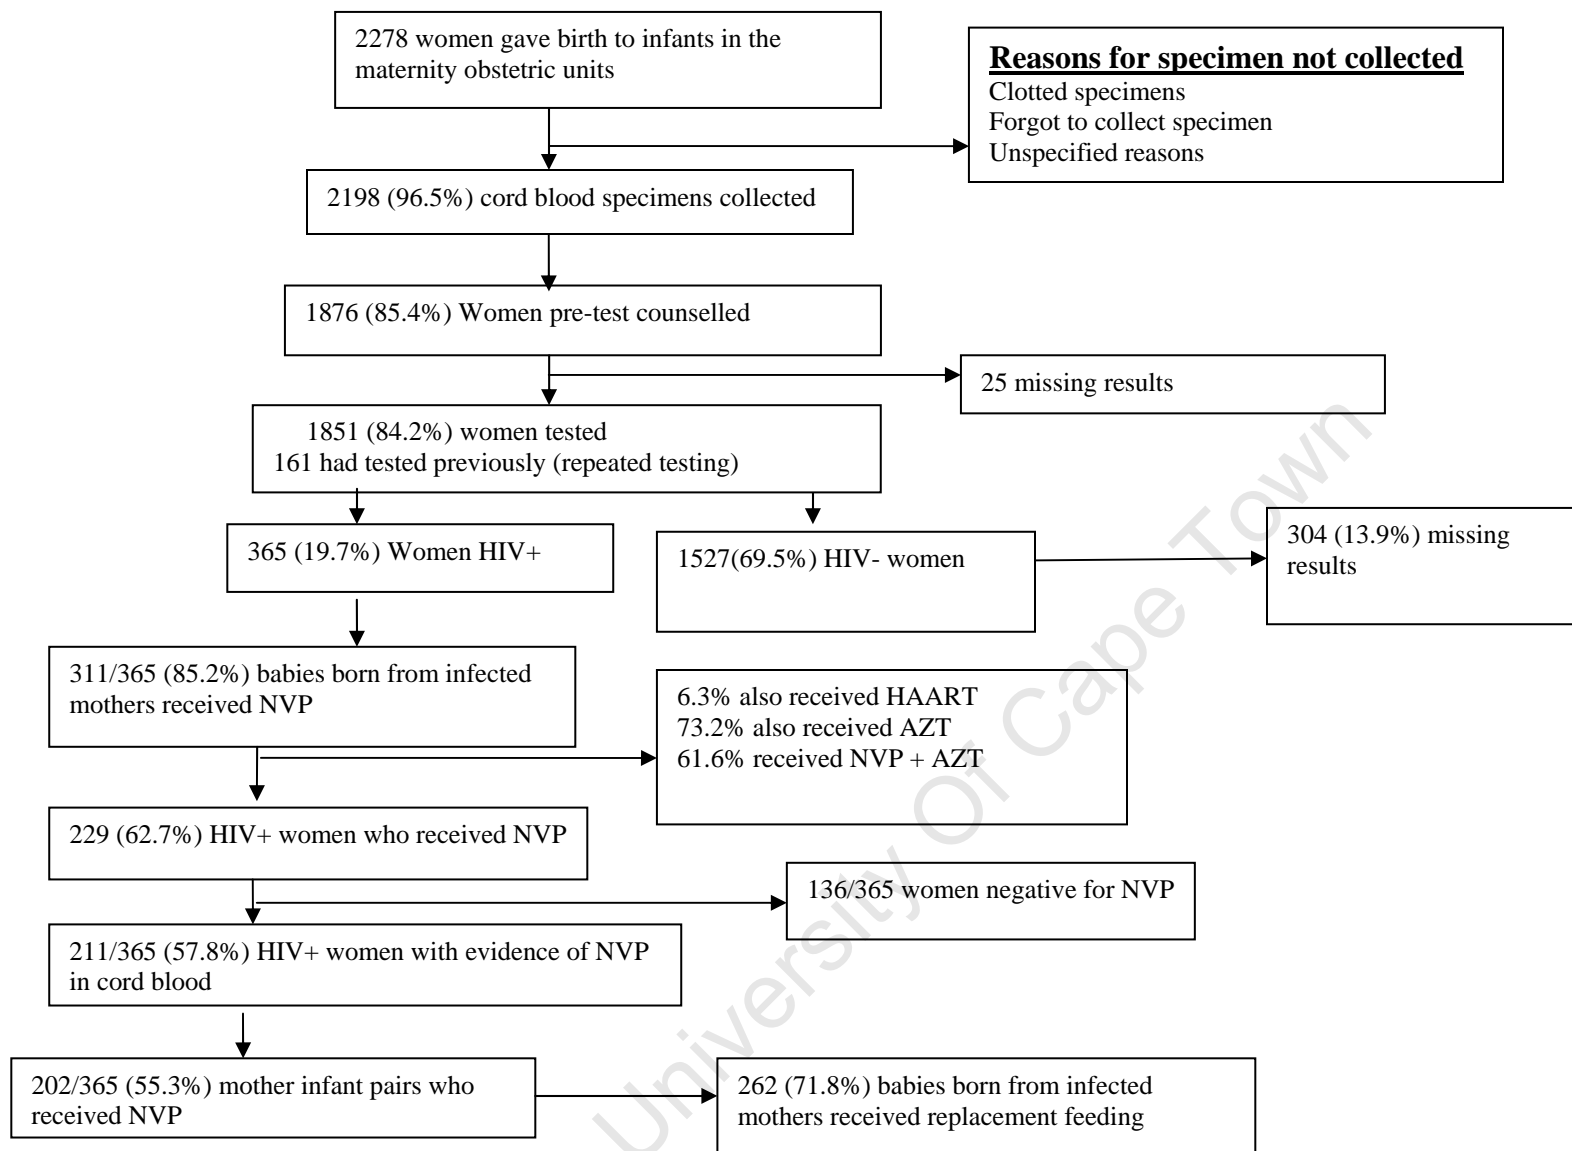 2278 women gave birth to infants in the
maternity obstetric units
Reasons for specimen not collected
Clotted specimens
Forgot to collect specimen
Unspecified reasons
2198 (96.5%) cord blood specimens collected
1876 (85.4%) Women pre-test counselled
25 missing results
1851 (84.2%) women tested
161 had tested previously (repeated testing)
365 (19.7%) Women HIV+
1527(69.5%) HIV- women
304 (13.9%) missing
results
311/365 (85.2%) babies born from infected
mothers received NVP
6.3% also received HAART
73.2% also received AZT
61.6% received NVP + AZT
229 (62.7%) HIV+ women who received NVP
136/365 women negative for NVP
211/365 (57.8%) HIV+ women with evidence of NVP
in cord blood
202/365 (55.3%) mother infant pairs who
received NVP
262 (71.8%) babies born from infected
mothers received replacement feeding
University Of Cape Town